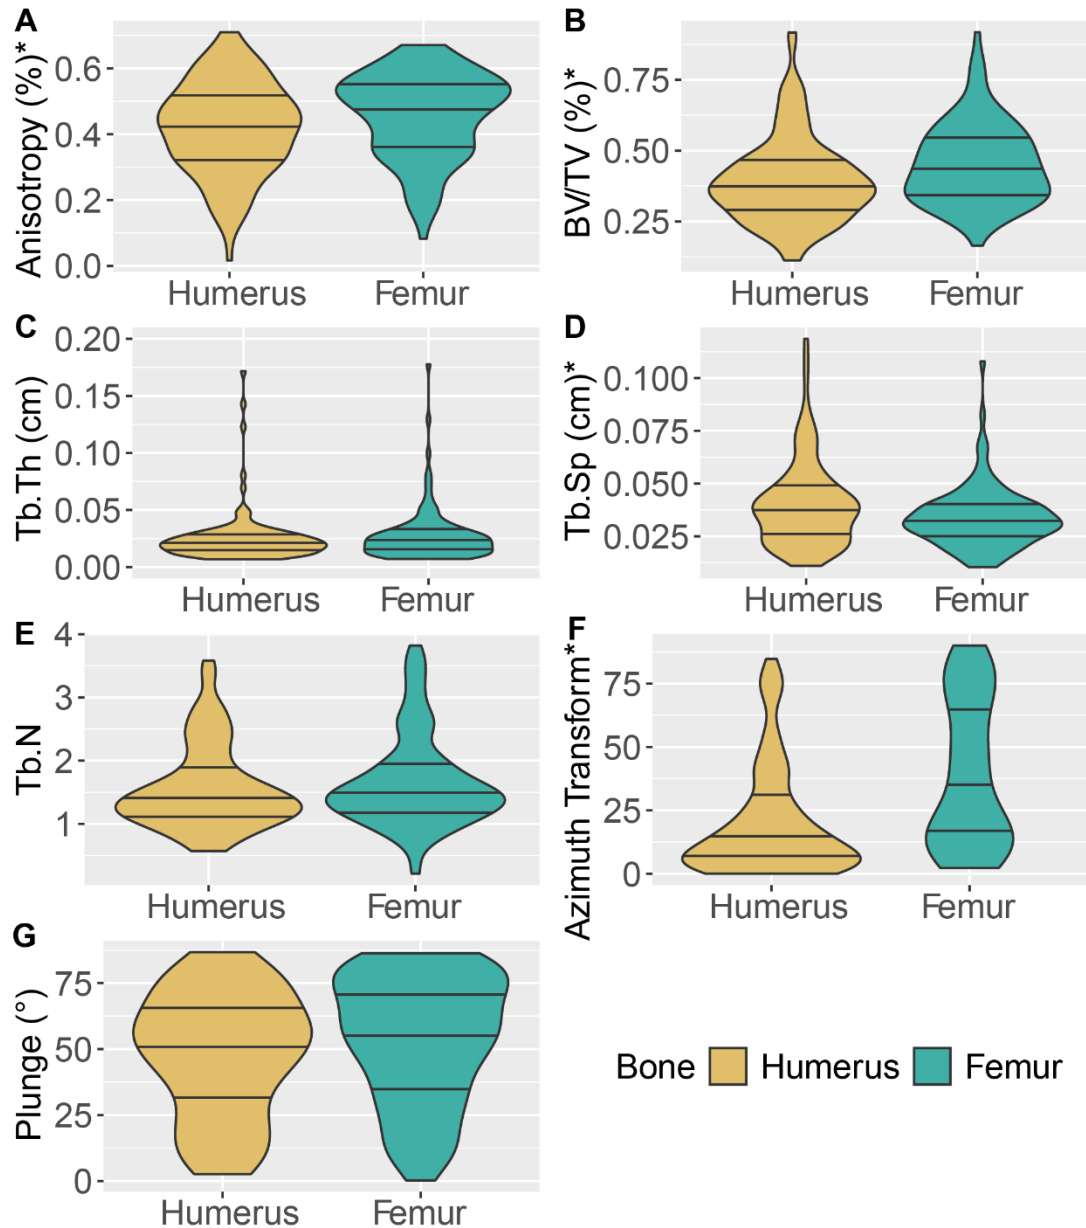 A
Anisotropy (%)*
0.6
0.4
0.2
0.0
Humerus Femur
B
BV/TV (%)*
0.75
0.50
0.25
Humerus Femur
C
Tb.Th (cm)
0.20
0.15
0.10
0.05
0.00
Humerus Femur
D
Tb.Sp (cm)*
0.100
0.075
0.050
0.025
Humerus Femur
E
Tb.N
4
3
2
1
Humerus Femur
F
Azimuth Transform*
75
50
25
0
Humerus Femur
G
Plunge (°)
75
50
25
0
Humerus Femur
Bone Humerus Femur